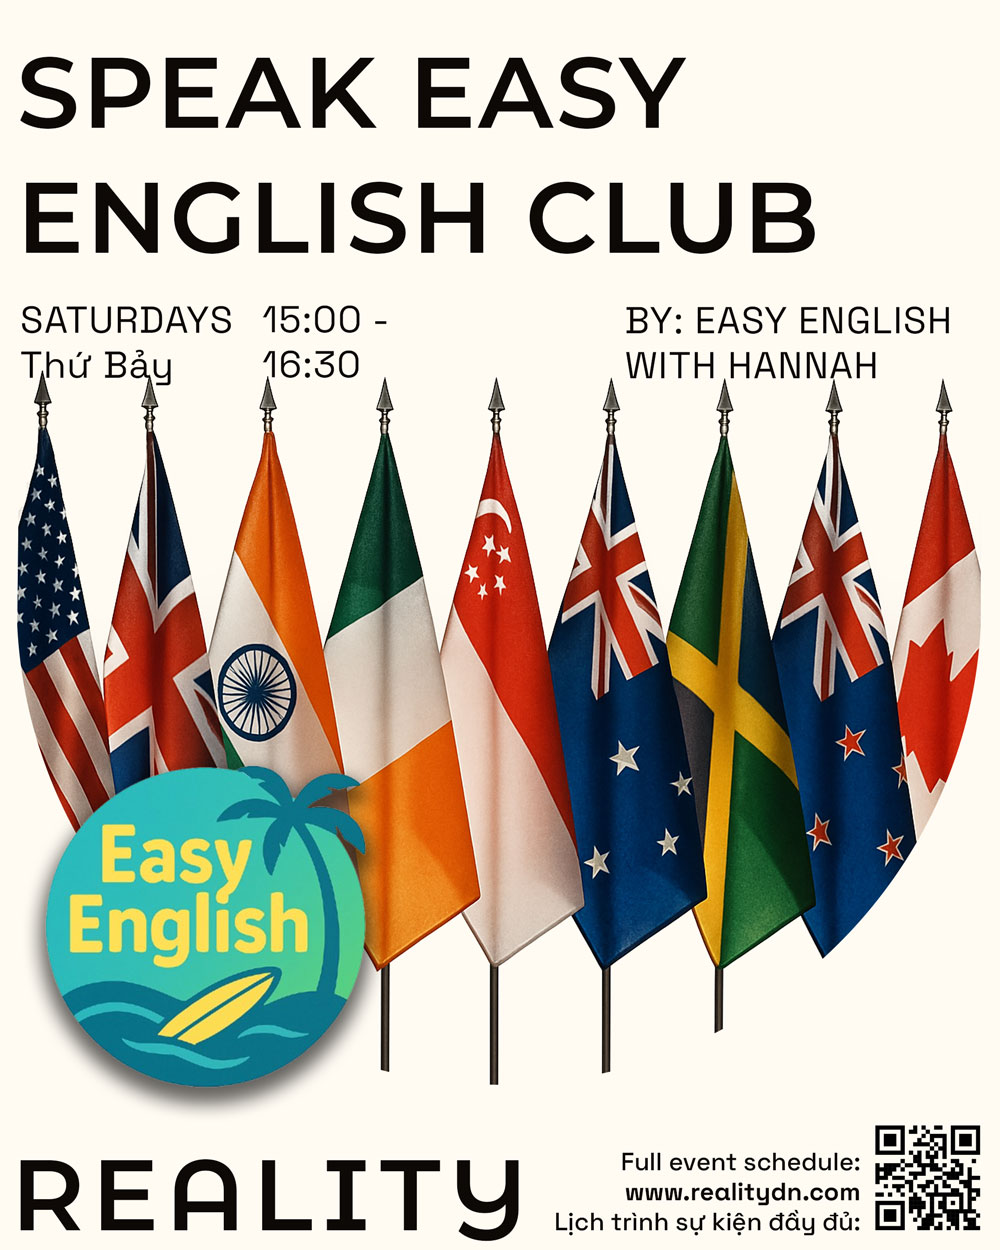 SPEAK EASY
ENGLISH CLUB
SATURDAYS 15:00 -
Thứ Bảy 16:30
BY: EASY ENGLISH
WITH HANNAH
Easy
English
REALITY
Full event schedule:
www.realitydn.com
Lịch trình sự kiện đầy đủ: